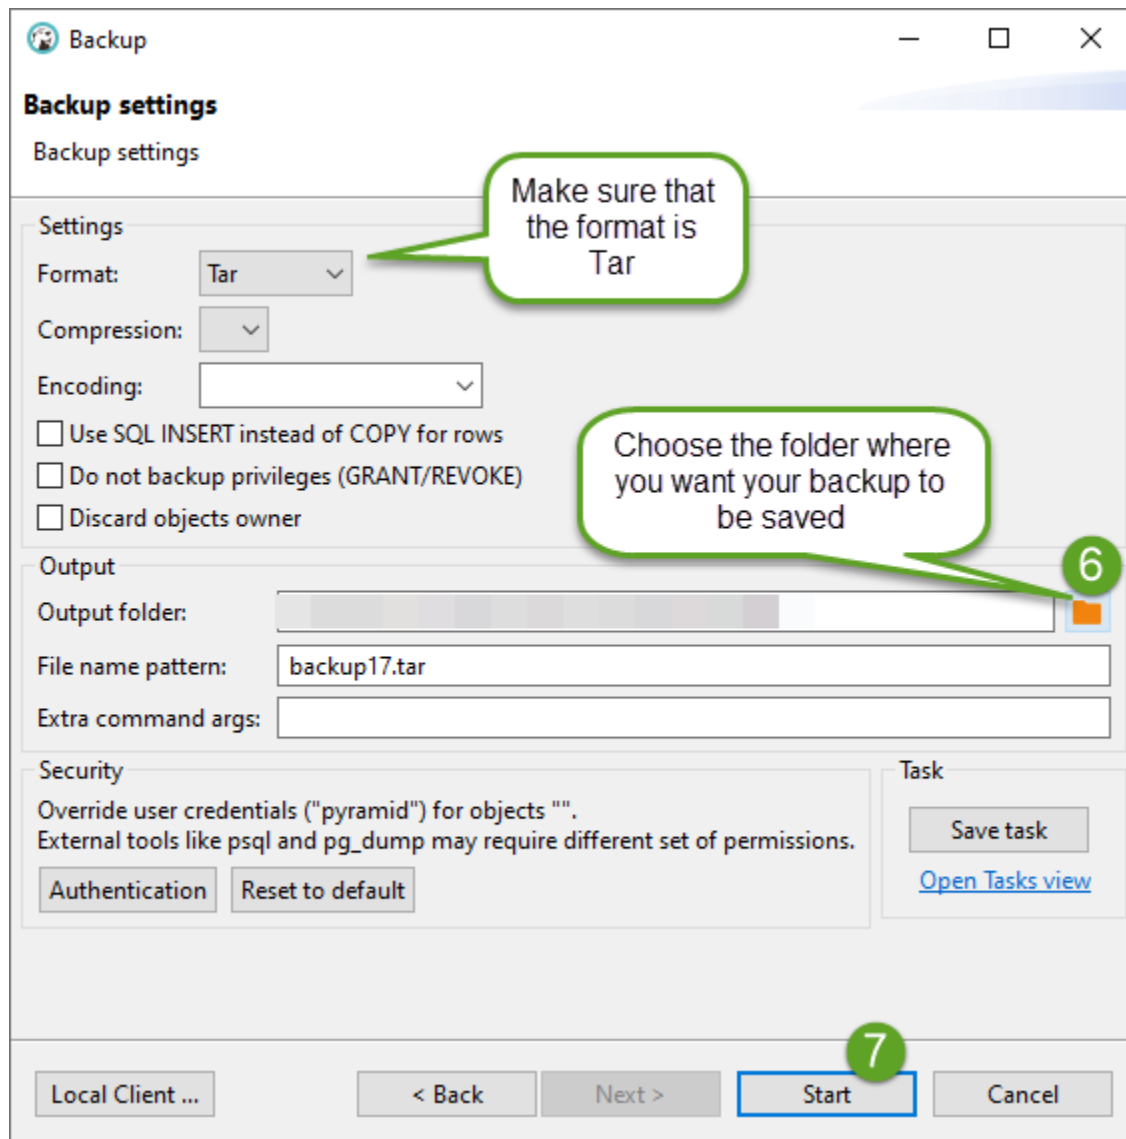 Backup
Backup settings
Backup settings
Make sure that
the format is
Tar
Settings
Format: Tar
Compression:
Encoding:
Use SQL INSERT instead of COPY for rows
Do not backup privileges (GRANT/REVOKE)
Discard objects owner
Choose the folder where
you want your backup to
be saved
6
Output
Output folder:
File name pattern: backup17.tar
Extra command args:
Security
Override user credentials ("pyramid") for objects "".
External tools like psql and pg_dump may require different set of permissions.
Authentication Reset to default
Task
Save task
Open Tasks view
7
Local Client ... < Back Next > Start Cancel